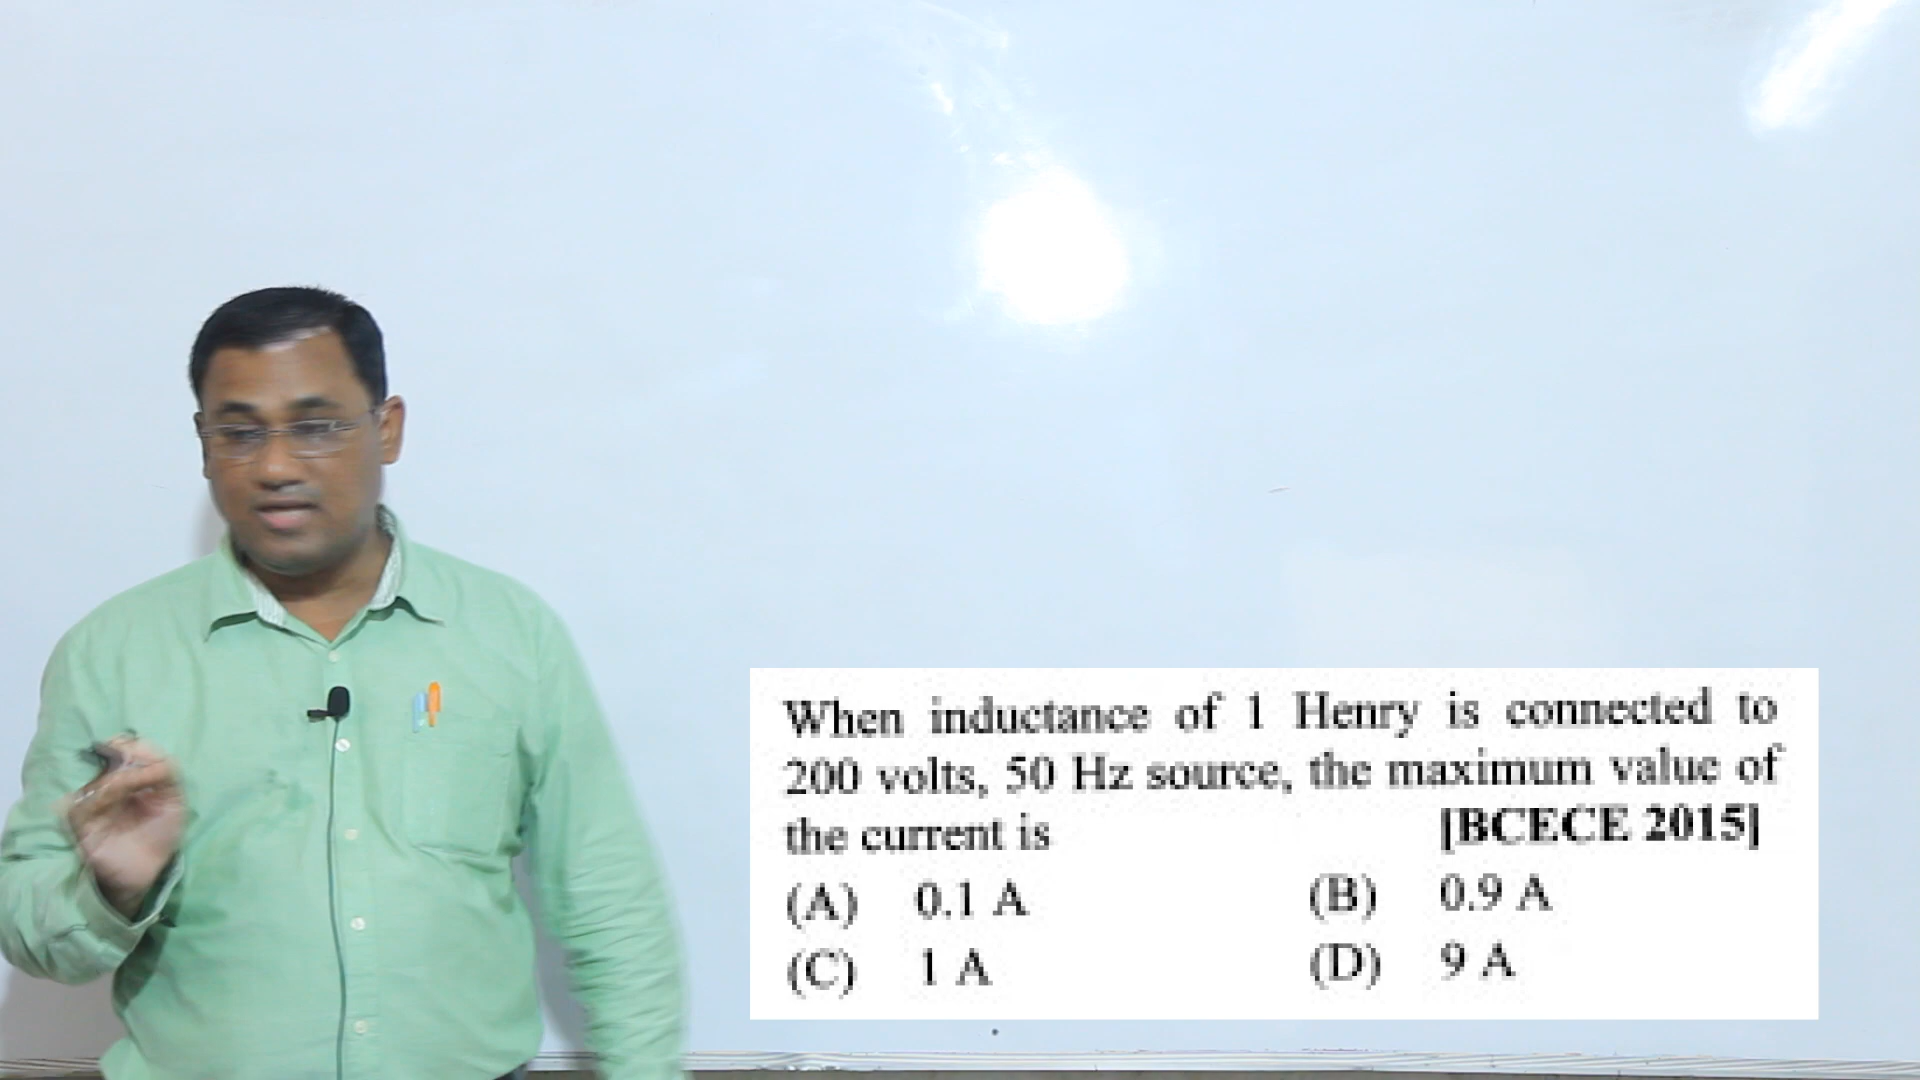 When inductance of 1 Henry is connected to
200 volts, 50 Hz source, the maximum value of
the current is [BCECE 2015]
(A) 0.1 A (B) 0.9 A
(C) 1 A (D) 9 A